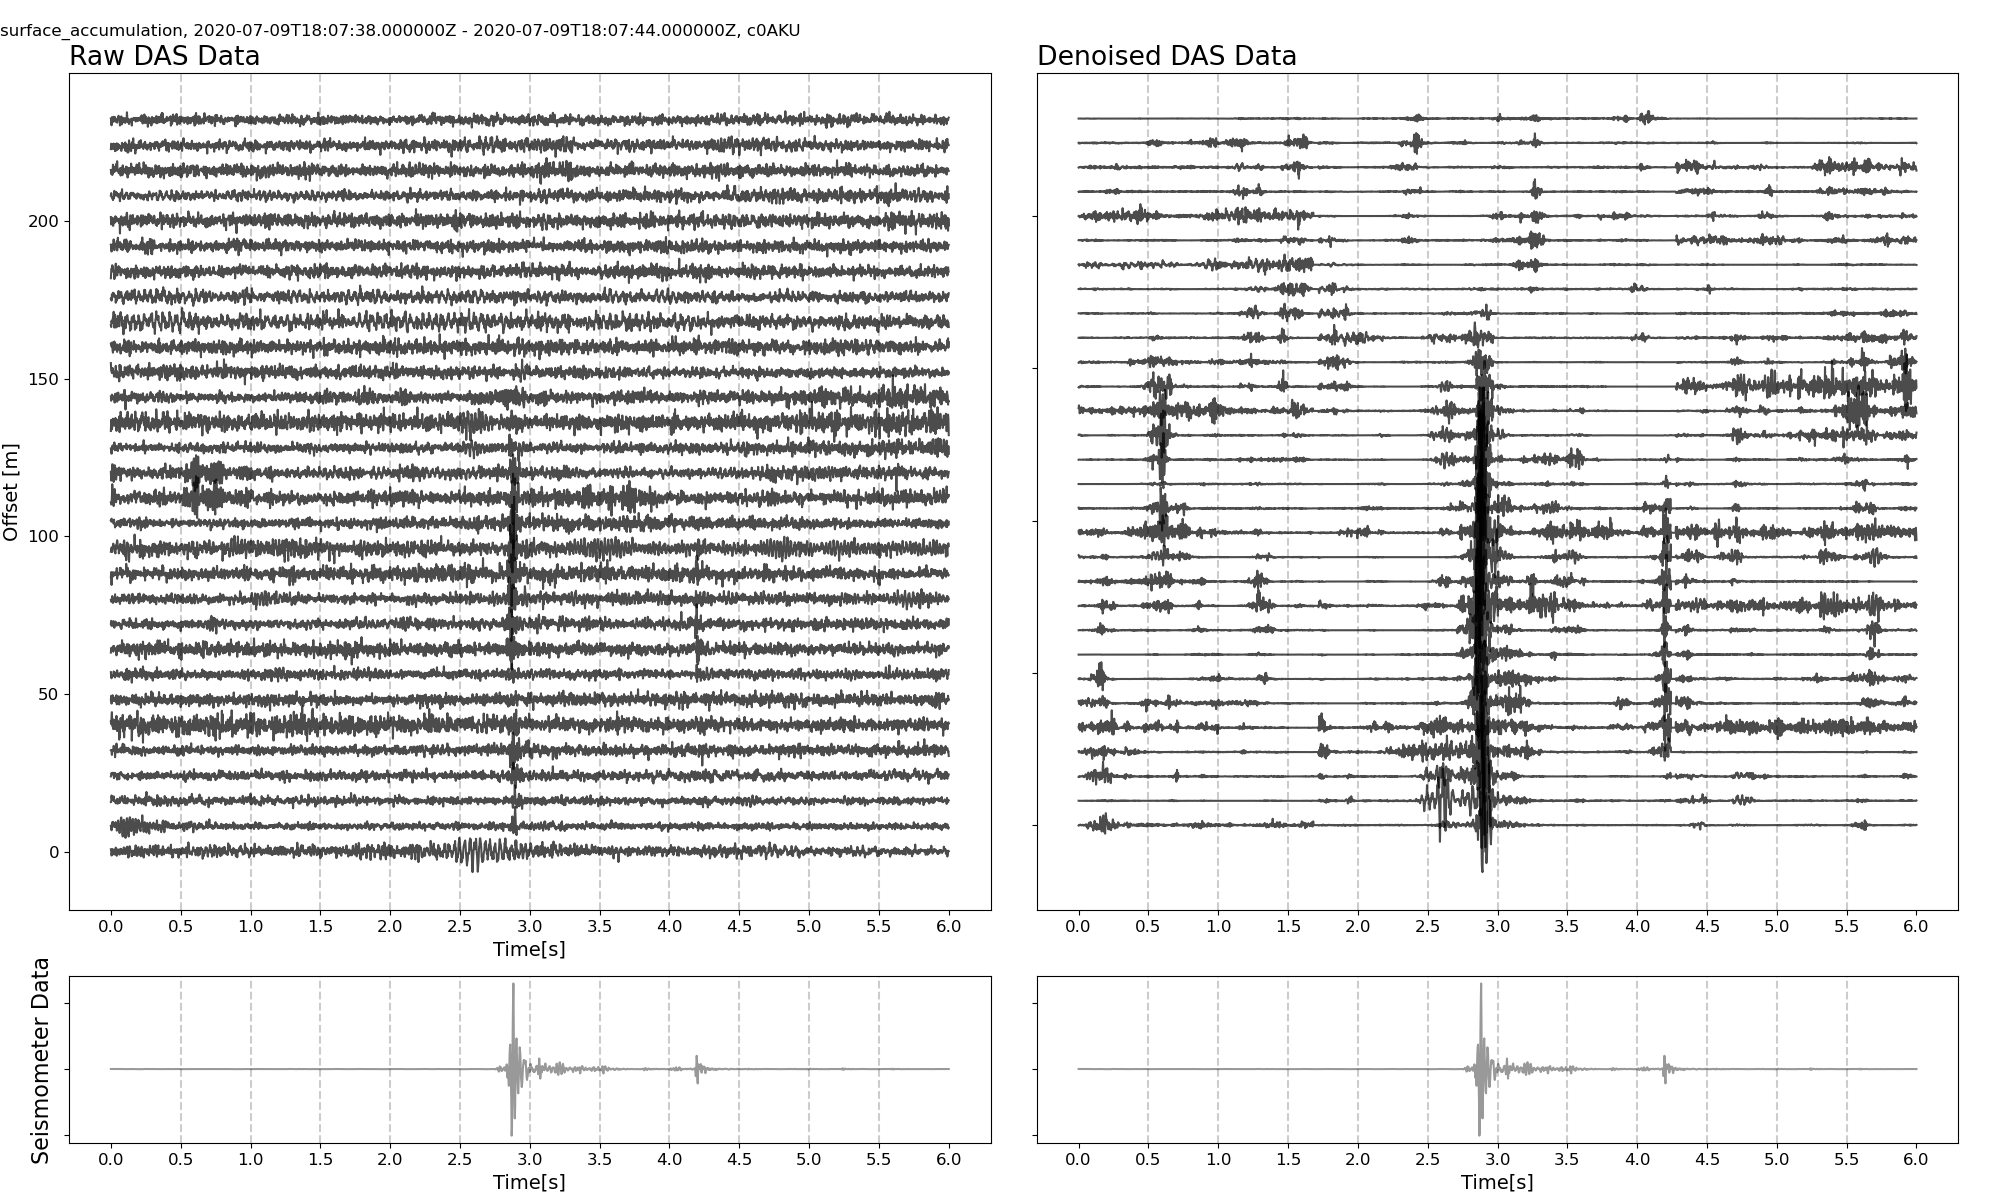 surface_accumulation, 2020-07-09T18:07:38.000000Z - 2020-07-09T18:07:44.000000Z, c0AKU
Raw DAS Data
Denoised DAS Data
Offset [m]
200
150
100
50
0
0.0 0.5 1.0 1.5 2.0 2.5 3.0 3.5 4.0 4.5 5.0 5.5 6.0
Time[s]
0.0 0.5 1.0 1.5 2.0 2.5 3.0 3.5 4.0 4.5 5.0 5.5 6.0
Seismometer Data
0.0 0.5 1.0 1.5 2.0 2.5 3.0 3.5 4.0 4.5 5.0 5.5 6.0
Time[s]
0.0 0.5 1.0 1.5 2.0 2.5 3.0 3.5 4.0 4.5 5.0 5.5 6.0
Time[s]